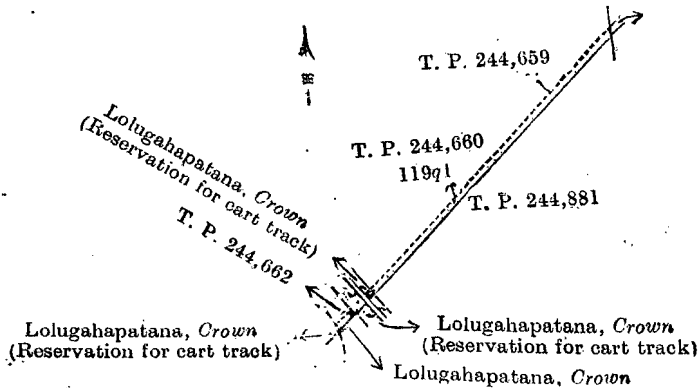 T. P. 244,659
T. P. 244,660
119q1
T. P. 244,881
Lolugahapatana, Crown
(Reservation for cart track)
T. P. 244,662
Lolugahapatana, Crown
(Reservation for cart track)
Lolugahapatana, Crown
(Reservation for cart track)
Lolugahapatana, Crown